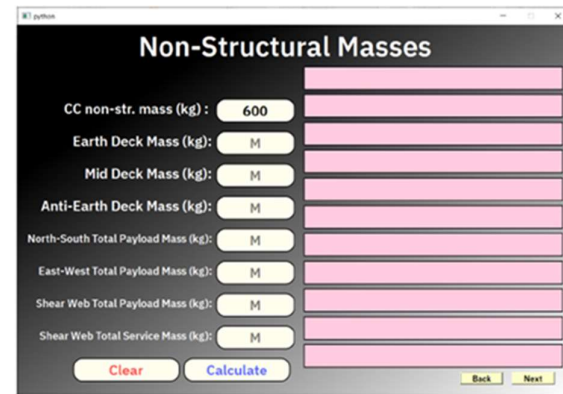 python
Non-Structural Masses
CC non-str. mass (kg) : 600
Earth Deck Mass (kg): M
Mid Deck Mass (kg): M
Anti-Earth Deck Mass (kg): M
North-South Total Payload Mass (kg): M
East-West Total Payload Mass (kg): M
Shear Web Total Payload Mass (kg): M
Shear Web Total Service Mass (kg): M
Clear Calculate
Back Next